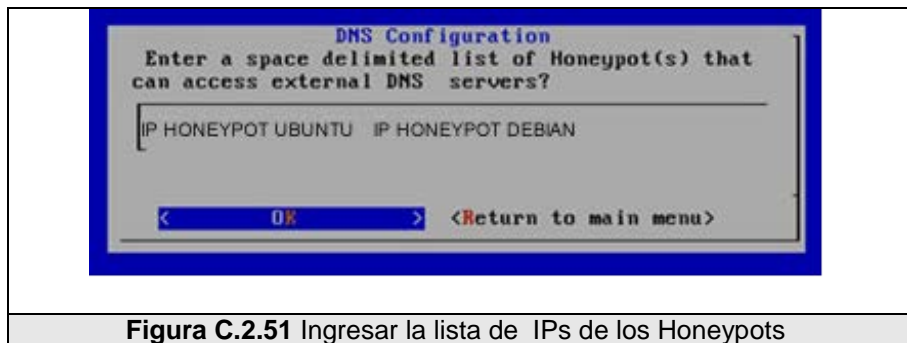 DNS Configuration
Enter a space delimited list of Honeypot(s) that
can access external DNS servers?
IP HONEYPOT UBUNTU IP HONEYPOT DEBIAN
< OK > <Return to main menu>
Figura C.2.51 Ingresar la lista de IPs de los Honeypots